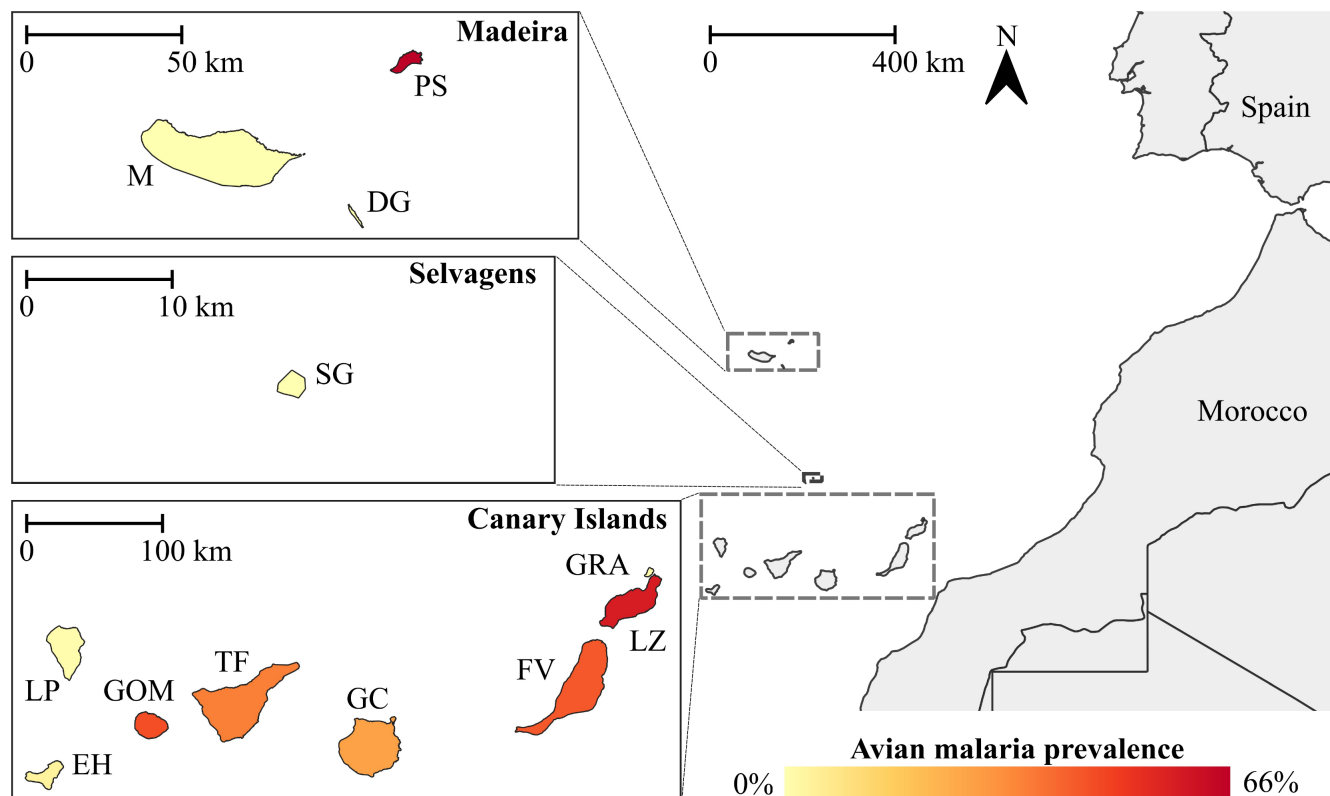 Madeira
0 50 km
PS
M
DG
Selvagens
0 10 km
SG
Canary Islands
0 100 km
GRA
LZ
FV
TF
GC
LP
GOM
EH
0 400 km
N
Spain
Morocco
Avian malaria prevalence
0% 66%